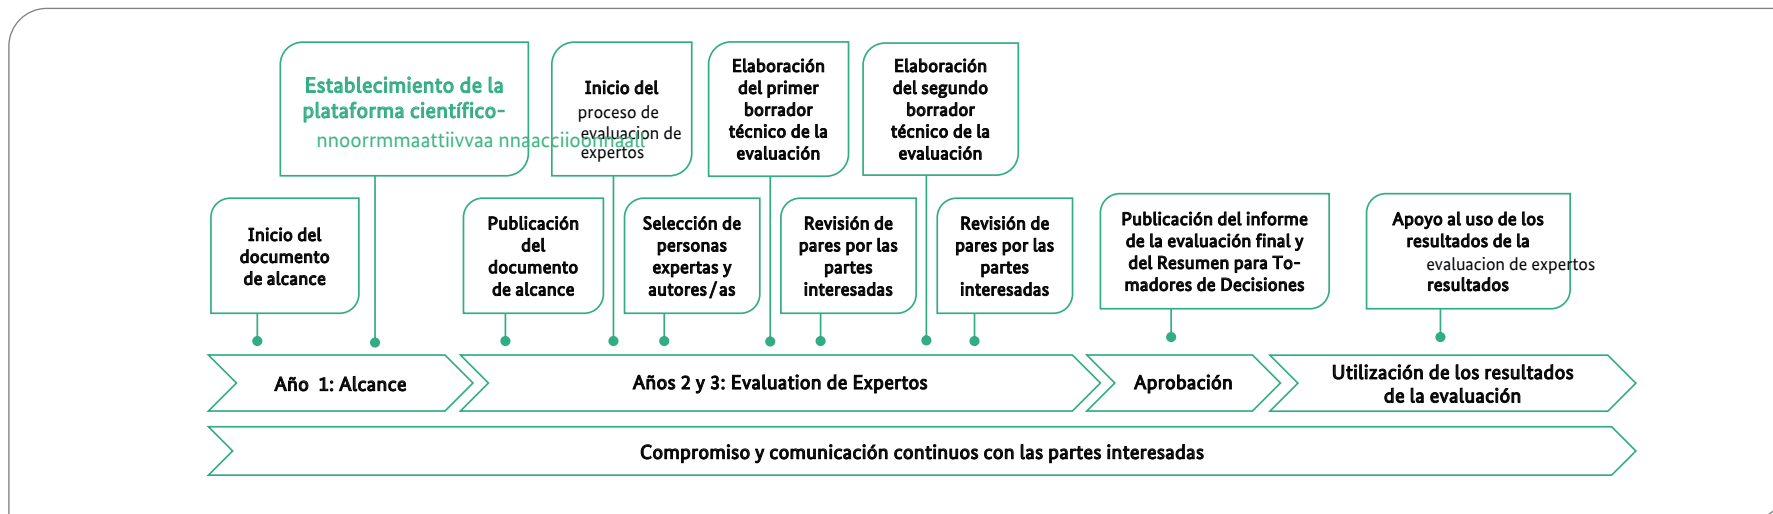 Establecimiento de la
plataforma científico-
nnoorrmmaattiivvaa nnaacciioonnaall
Inicio del
proceso de
evaluacion de
expertos
Elaboración
del primer
borrador
técnico de la
evaluación
Elaboración
del segundo
borrador
técnico de la
evaluación
Inicio del
documento
de alcance
Publicación
del
documento
de alcance
Selección de
personas
expertas y
autores/as
Revisión de
pares por las
partes
interesadas
Revisión de
pares por las
partes
interesadas
Publicación del informe
de la evaluación final y
del Resumen para To-
madores de Decisiones
Apoyo al uso de los
resultados de la
evaluacion de expertos
resultados
Año 1: Alcance
Años 2 y 3: Evaluation de Expertos
Aprobación
Utilización de los resultados
de la evaluación
Compromiso y comunicación continuos con las partes interesadas